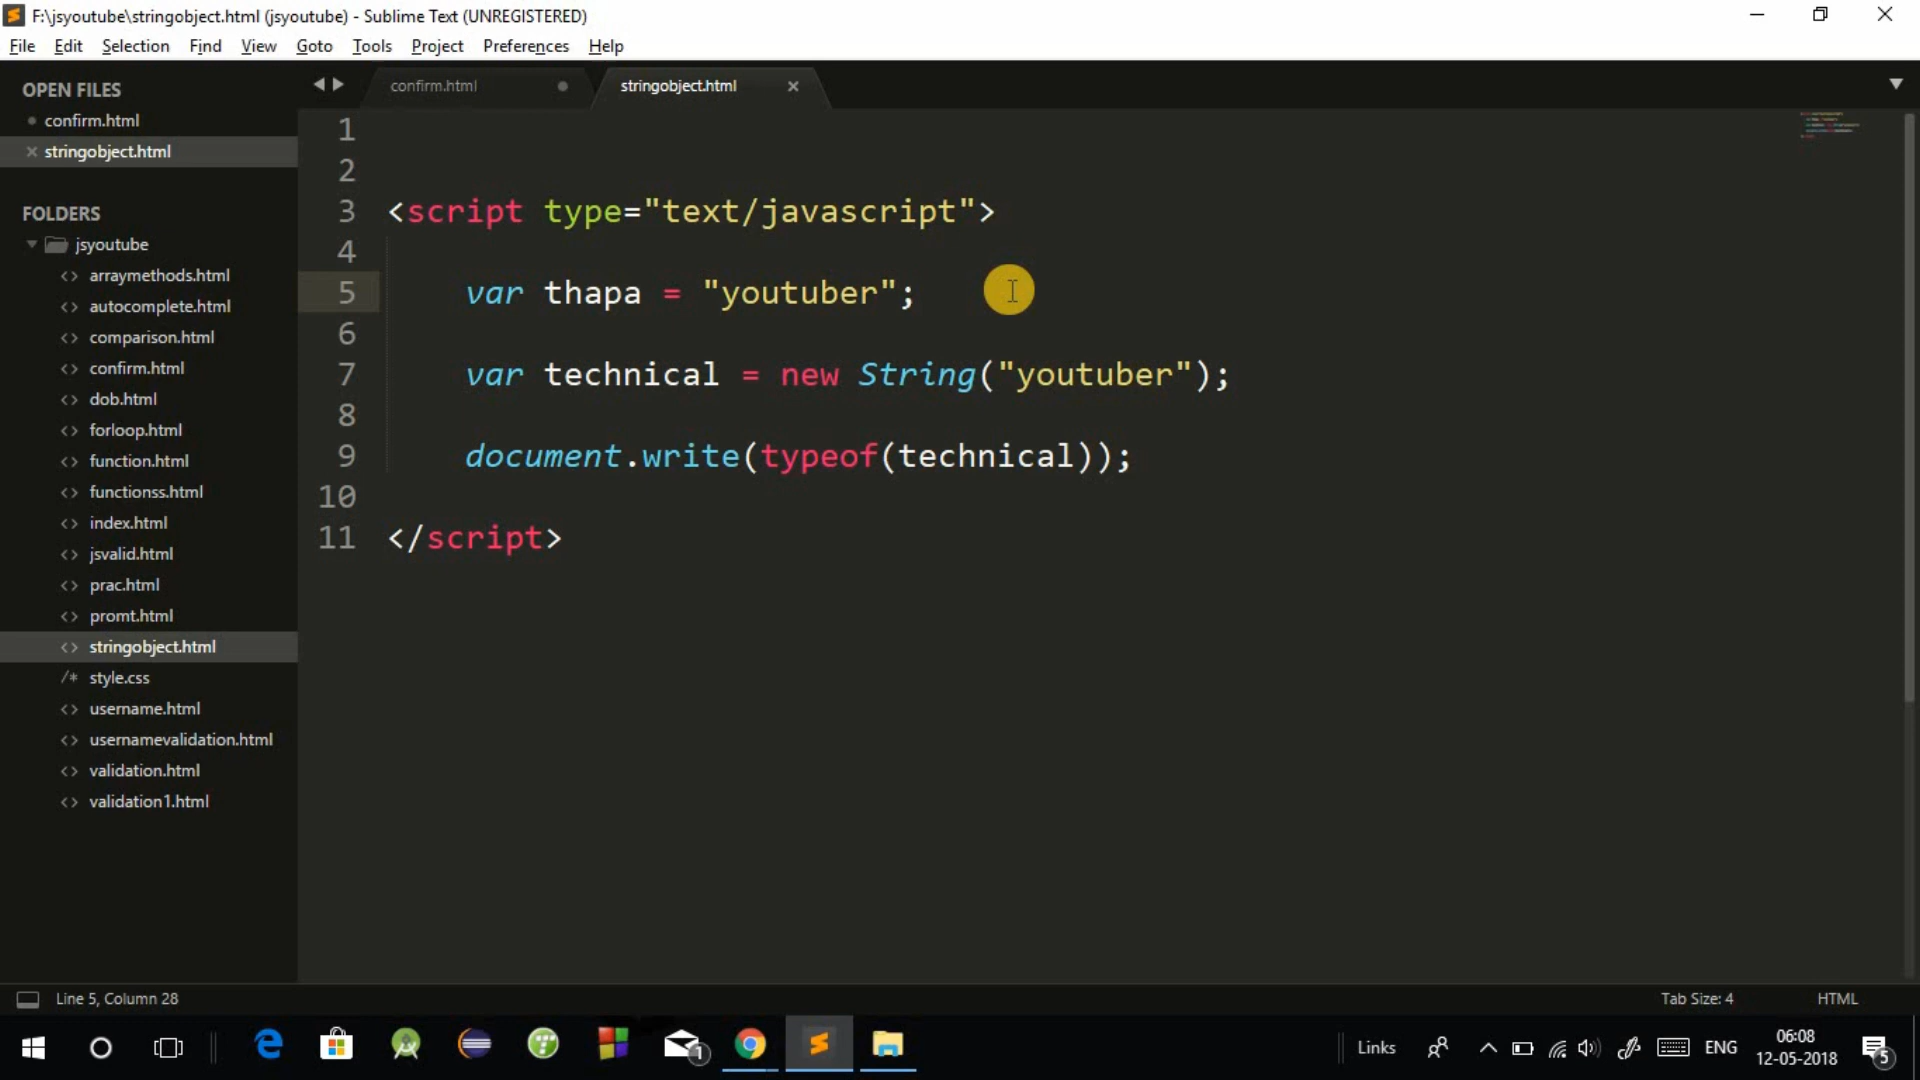 F:\jsyoutube\stringobject.html (jsyoutube) - Sublime Text (UNREGISTERED)
File Edit Selection Find View Goto Tools Project Preferences Help
OPEN FILES
confirm.html
stringobject.html
FOLDERS
jsyoutube
arraymethods.html
autocomplete.html
comparison.html
confirm.html
dob.html
forloop.html
function.html
functionss.html
index.html
jsvalid.html
prac.html
promt.html
stringobject.html
/* style.css
username.html
usernamevalidation.html
validation.html
validation1.html
confirm.html stringobject.html
1
2
3 <script type="text/javascript">
4
5 var thapa = "youtuber";
6
7 var technical = new String("youtuber");
8
9 document.write(typeof(technical));
10
11 </script>
Line 5, Column 28 Tab Size: 4 HTML
1 Links ENG 06:08 5
12-05-2018